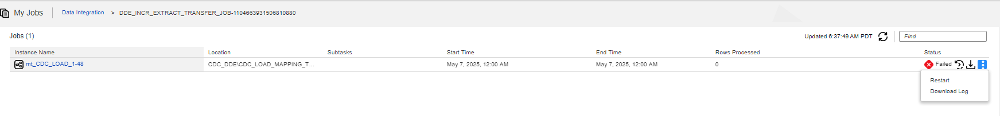 My Jobs Data Integration > DDE_INCR_EXTRACT_TRANSFER_JOB-1104663931506810880
Jobs (1) Updated 6:37:49 AM PDT Find
Instance Name Location Subtasks Start Time End Time Rows Processed Status
mt_CDC_LOAD_1-48 CDC_DDE\CDC_LOAD_MAPPING_T... May 7, 2025, 12:00 AM May 7, 2025, 12:00 AM 0 Failed
Restart
Download Log